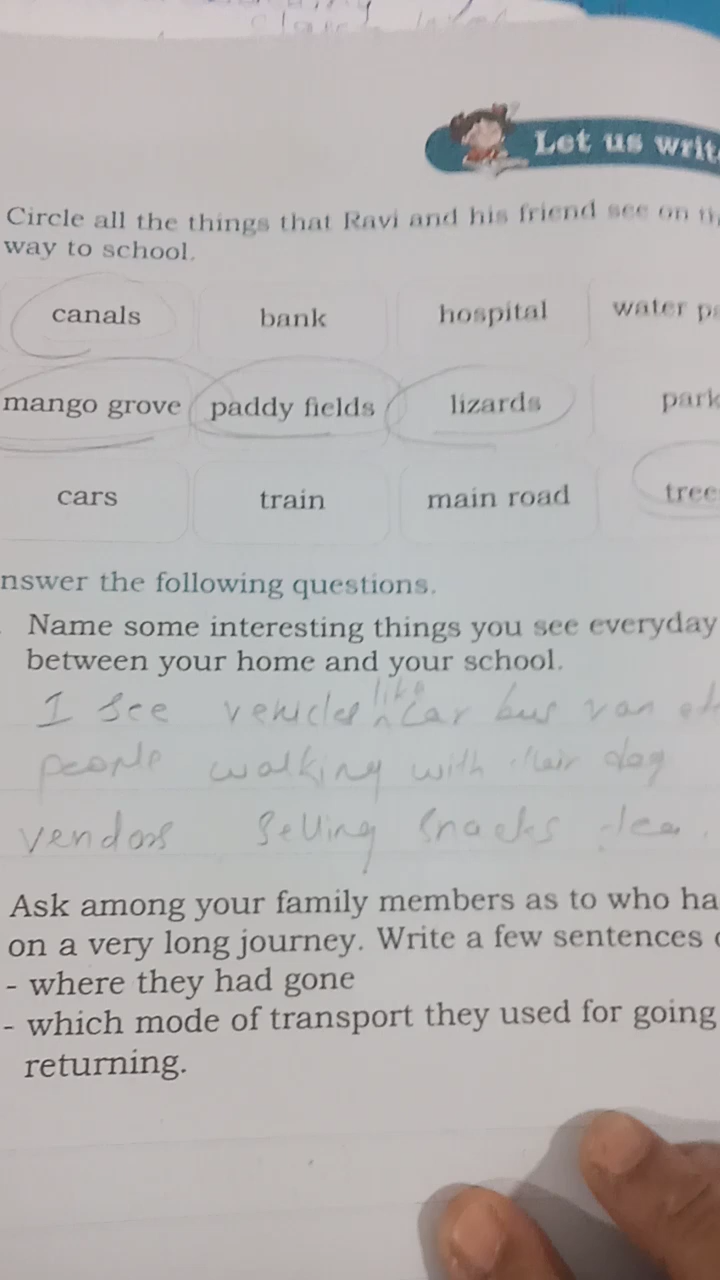 Let us writ
Circle all the things that Ravi and his friend see on th
way to school.
canals bank hospital water p
mango grove paddy fields lizards park
cars train main road tree
nswer the following questions.
Name some interesting things you see everyday
between your home and your school.
like
I See vehicles car bus van
people walking with their dog
vendors Selling snacks tea.
Ask among your family members as to who ha
on a very long journey. Write a few sentences
- where they had gone
- which mode of transport they used for going
returning.